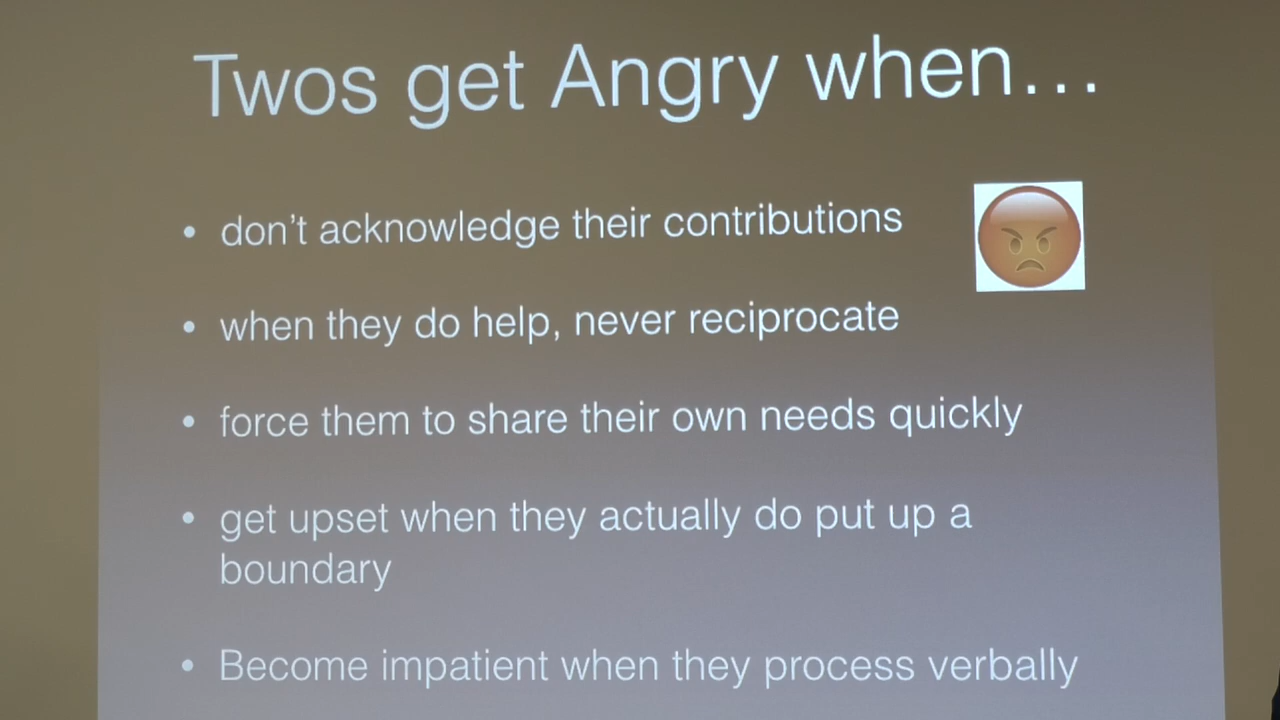 Twos get Angry when…
• don't acknowledge their contributions
• when they do help, never reciprocate
• force them to share their own needs quickly
• get upset when they actually do put up a
boundary
• Become impatient when they process verbally